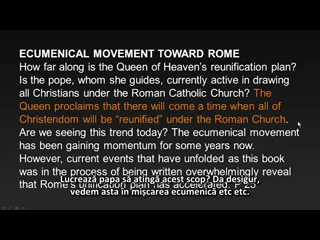 ECUMENICAL MOVEMENT TOWARD ROME
How far along is the Queen of Heaven's reunification plan?
Is the pope, whom she guides, currently active in drawing
all Christians under the Roman Catholic Church? The
Queen proclaims that there will come a time when all of
Christendom will be "reunified" under the Roman Church.
Are we seeing this trend today? The ecumenical movement
has been gaining momentum for some years now.
However, current events that have unfolded as this book
was in the process of being written overwhelmingly reveal
that Rome's unification plan has accelerated. P 25
Lucrează papa să atingă acest scop? Da desigur,
vedem asta în mișcarea ecumenică etc etc.